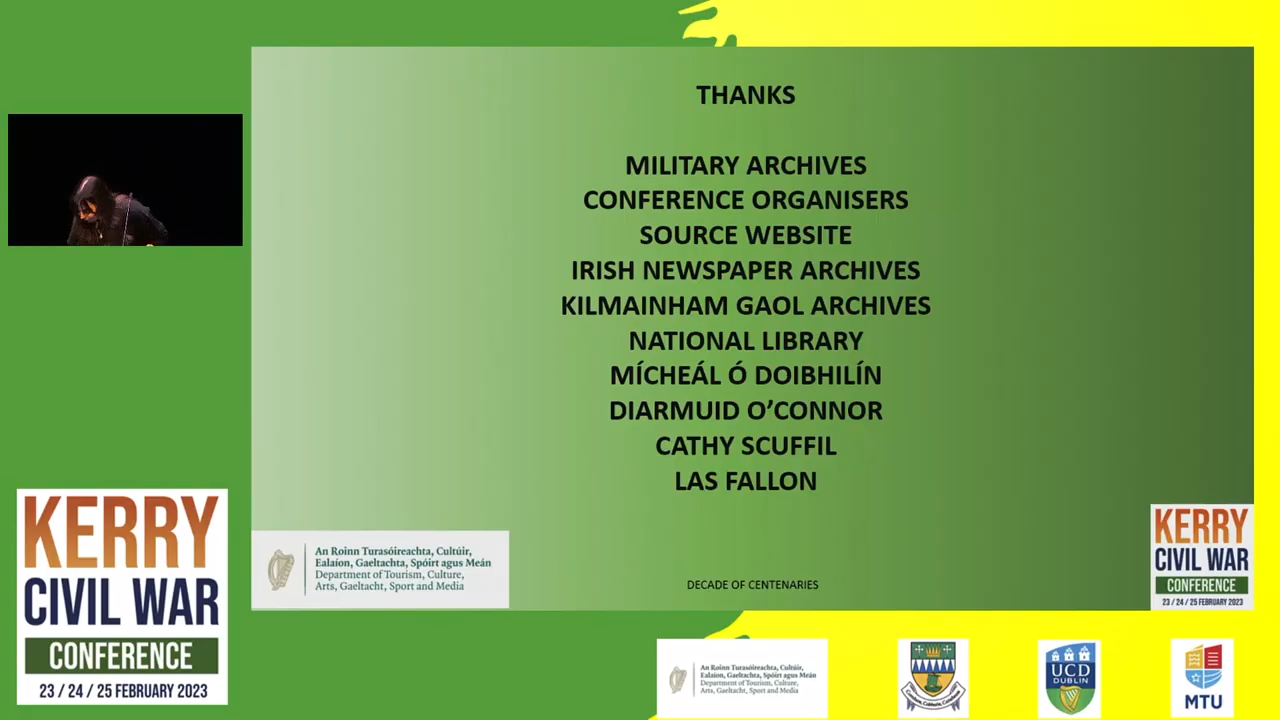 THANKS
MILITARY ARCHIVES
CONFERENCE ORGANISERS
SOURCE WEBSITE
IRISH NEWSPAPER ARCHIVES
KILMAINHAM GAOL ARCHIVES
NATIONAL LIBRARY
MÍCHEÁL Ó DOIBHILÍN
DIARMUID O’CONNOR
CATHY SCUFFIL
LAS FALLON
An Roinn Turasóireachta, Cultúir,
Ealaíon, Gaeltachta, Spóirt agus Meán
Department of Tourism, Culture,
Arts, Gaeltacht, Sport and Media
DECADE OF CENTENARIES
KERRY
CIVIL WAR
CONFERENCE
23 / 24 / 25 FEBRUARY 2023
KERRY
CIVIL WAR
CONFERENCE
23 / 24 / 25 FEBRUARY 2023
An Roinn Turasóireachta, Cultúir,
Ealaíon, Gaeltachta, Spóirt agus Meán
Department of Tourism, Culture,
Arts, Gaeltacht, Sport and Media
UCD
DUBLIN
MTU